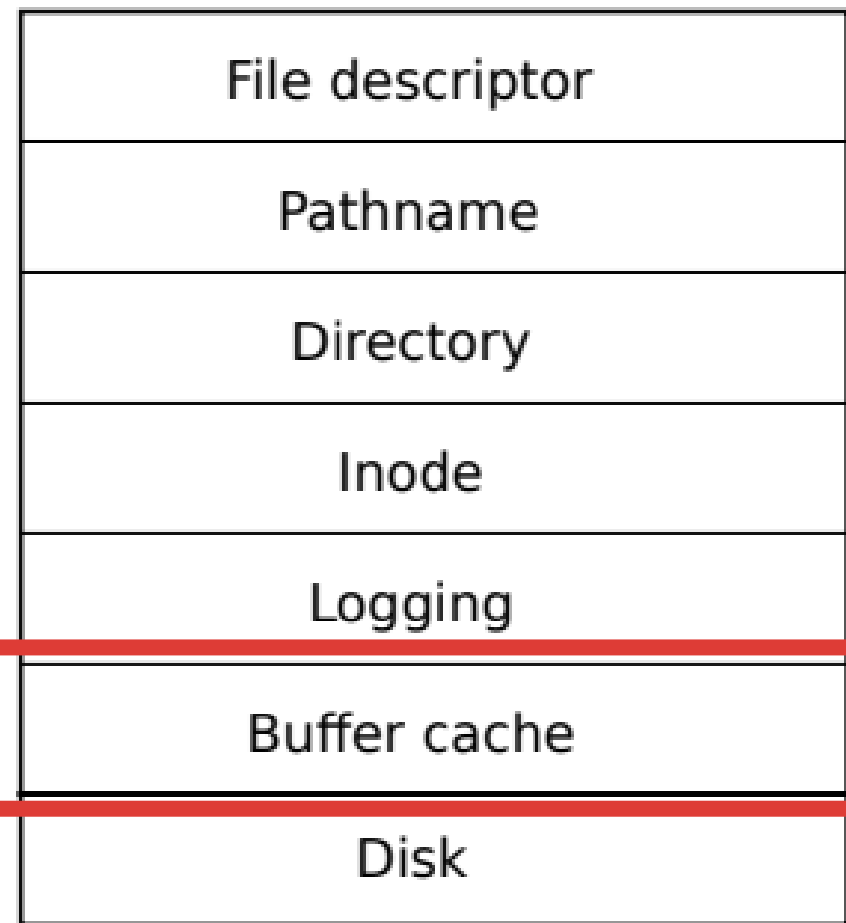 File descriptor
Pathname
Directory
Inode
Logging
Buffer cache
Disk